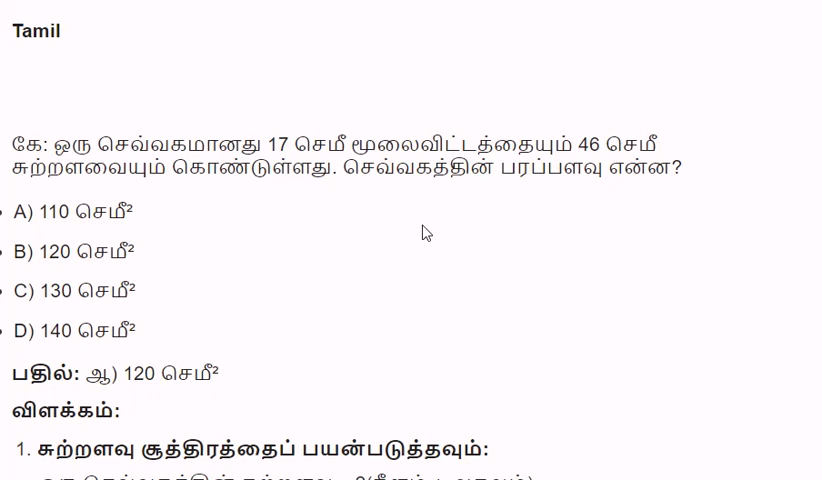 Tamil
கே: ஒரு செவ்வகமானது 17 செமீ மூலைவிட்டத்தையும் 46 செமீ
சுற்றளவையும் கொண்டுள்ளது. செவ்வகத்தின் பரப்பளவு என்ன?
A) 110 செமீ²
B) 120 செமீ²
C) 130 செமீ²
D) 140 செமீ²
பதில்: ஆ) 120 செமீ²
விளக்கம்:
1. சுற்றளவு சூத்திரத்தைப் பயன்படுத்தவும்: